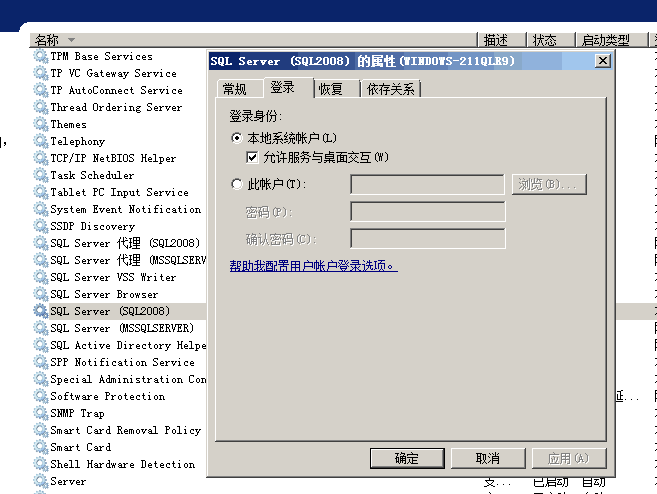 名称 描述 状态 启动类型
TPM Base Services
TP VC Gateway Service
TP AutoConnect Service
Thread Ordering Server
Themes
Telephony
TCP/IP NetBIOS Helper
Task Scheduler
Tablet PC Input Service
System Event Notification
SSDP Discovery
SQL Server 代理 (SQL2008)
SQL Server 代理 (MSSQLSERV
SQL Server VSS Writer
SQL Server Browser
SQL Server (SQL2008)
SQL Server (MSSQLSERVER)
SQL Active Directory Helpe
SPP Notification Service
Special Administration Con
Software Protection
SNMP Trap
Smart Card Removal Policy
Smart Card
Shell Hardware Detection
Server
SQL Server (SQL2008) 的属性(WINDOWS-211QLR9)
常规 登录 恢复 依存关系
登录身份:
本地系统帐户(L)
允许服务与桌面交互(W)
此帐户(T): 浏览(B)...
密码(P):
确认密码(C):
帮助我配置用户帐户登录选项。
确定 取消 应用(A)
延...
支... 已启动 自动